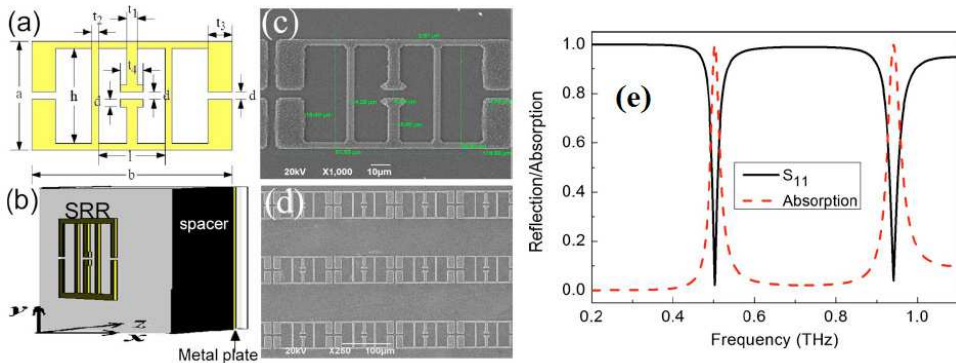 (a)
t₁
t₂
t₃
t₄
a
h
d
d
d
l
b
(b)
SRR
spacer
y
z
x
Metal plate
(c)
20kV X1,000 10μm
(d)
20kV X250 100μm
(e)
Reflection/Absorption
1.0
0.8
0.6
0.4
0.2
0.0
S₁₁
Absorption
0.2 0.4 0.6 0.8 1.0
Frequency (THz)